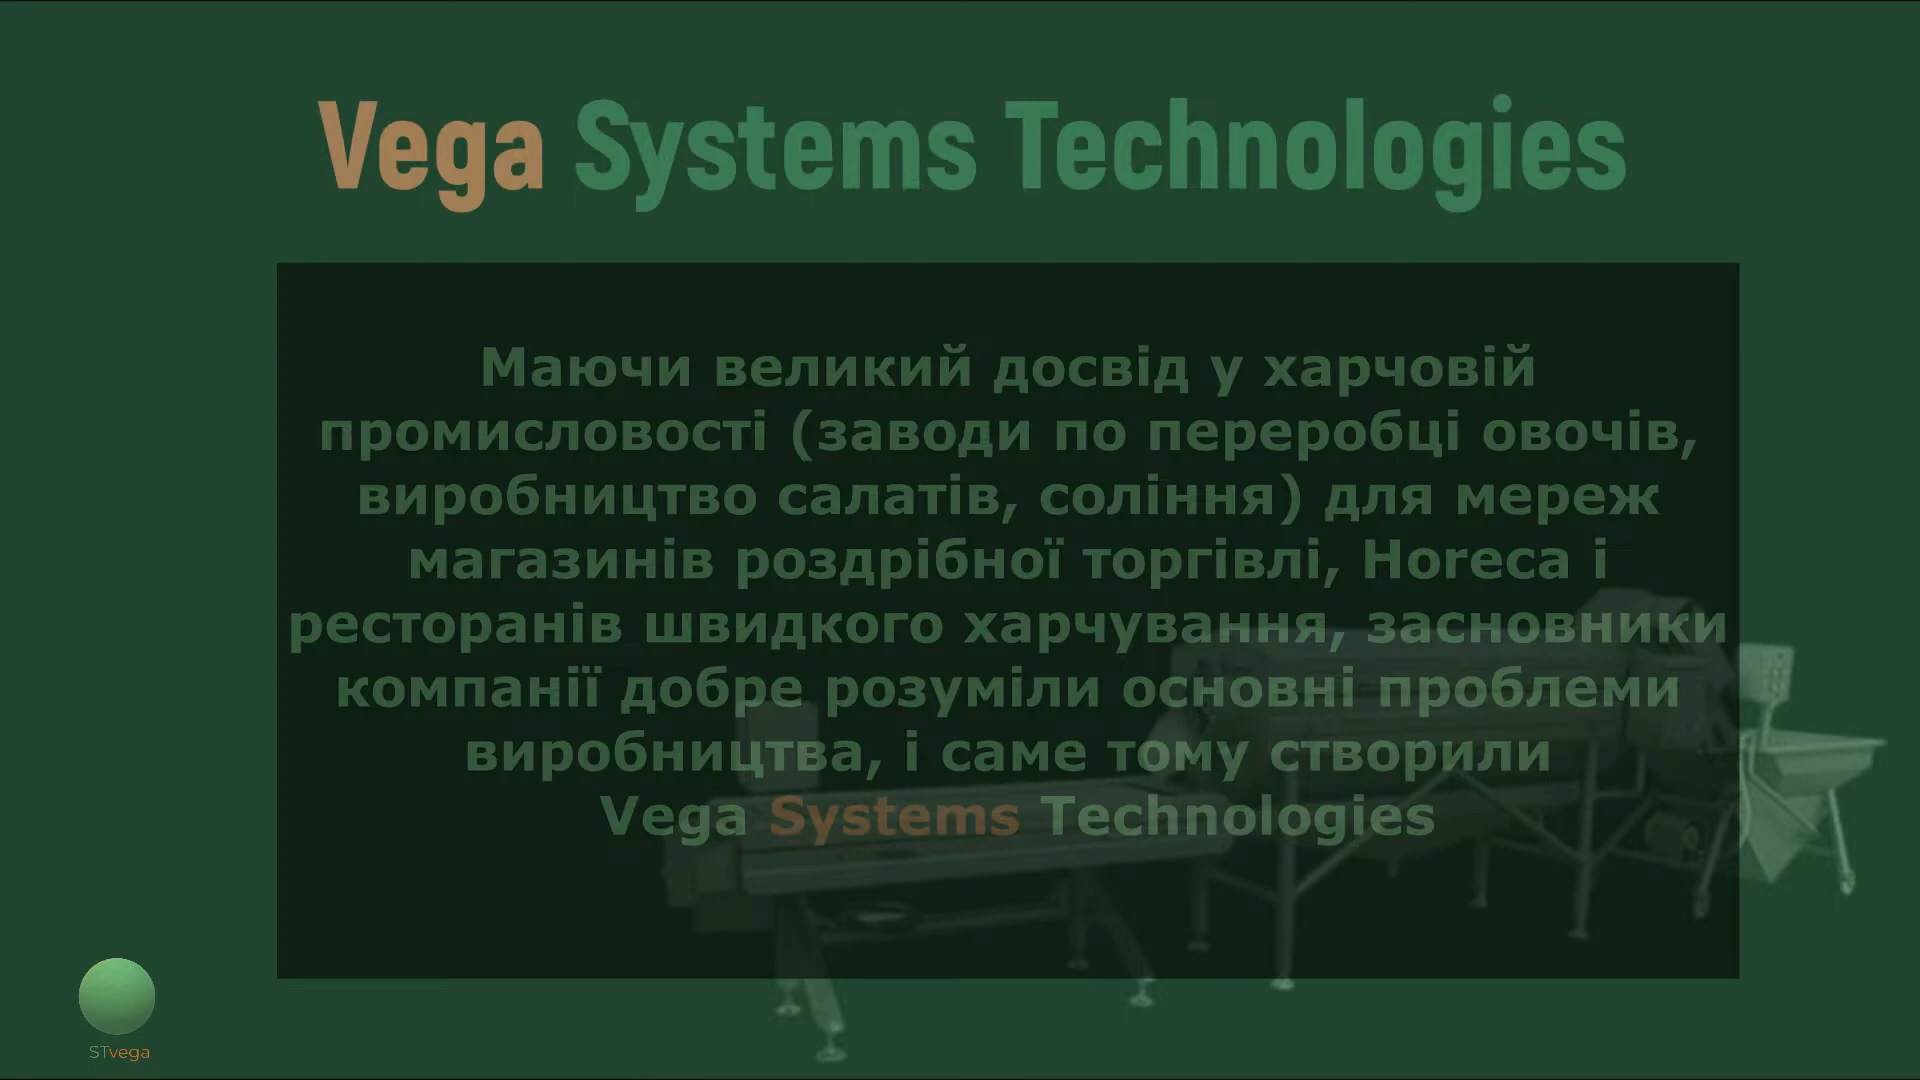 Vega Systems Technologies
Маючи великий досвід у харчовій
промисловості (заводи по переробці овочів,
виробництво салатів, соління) для мереж
магазинів роздрібної торгівлі, Horeca і
ресторанів швидкого харчування, засновники
компанії добре розуміли основні проблеми
виробництва, і саме тому створили
Vega Systems Technologies
STvega